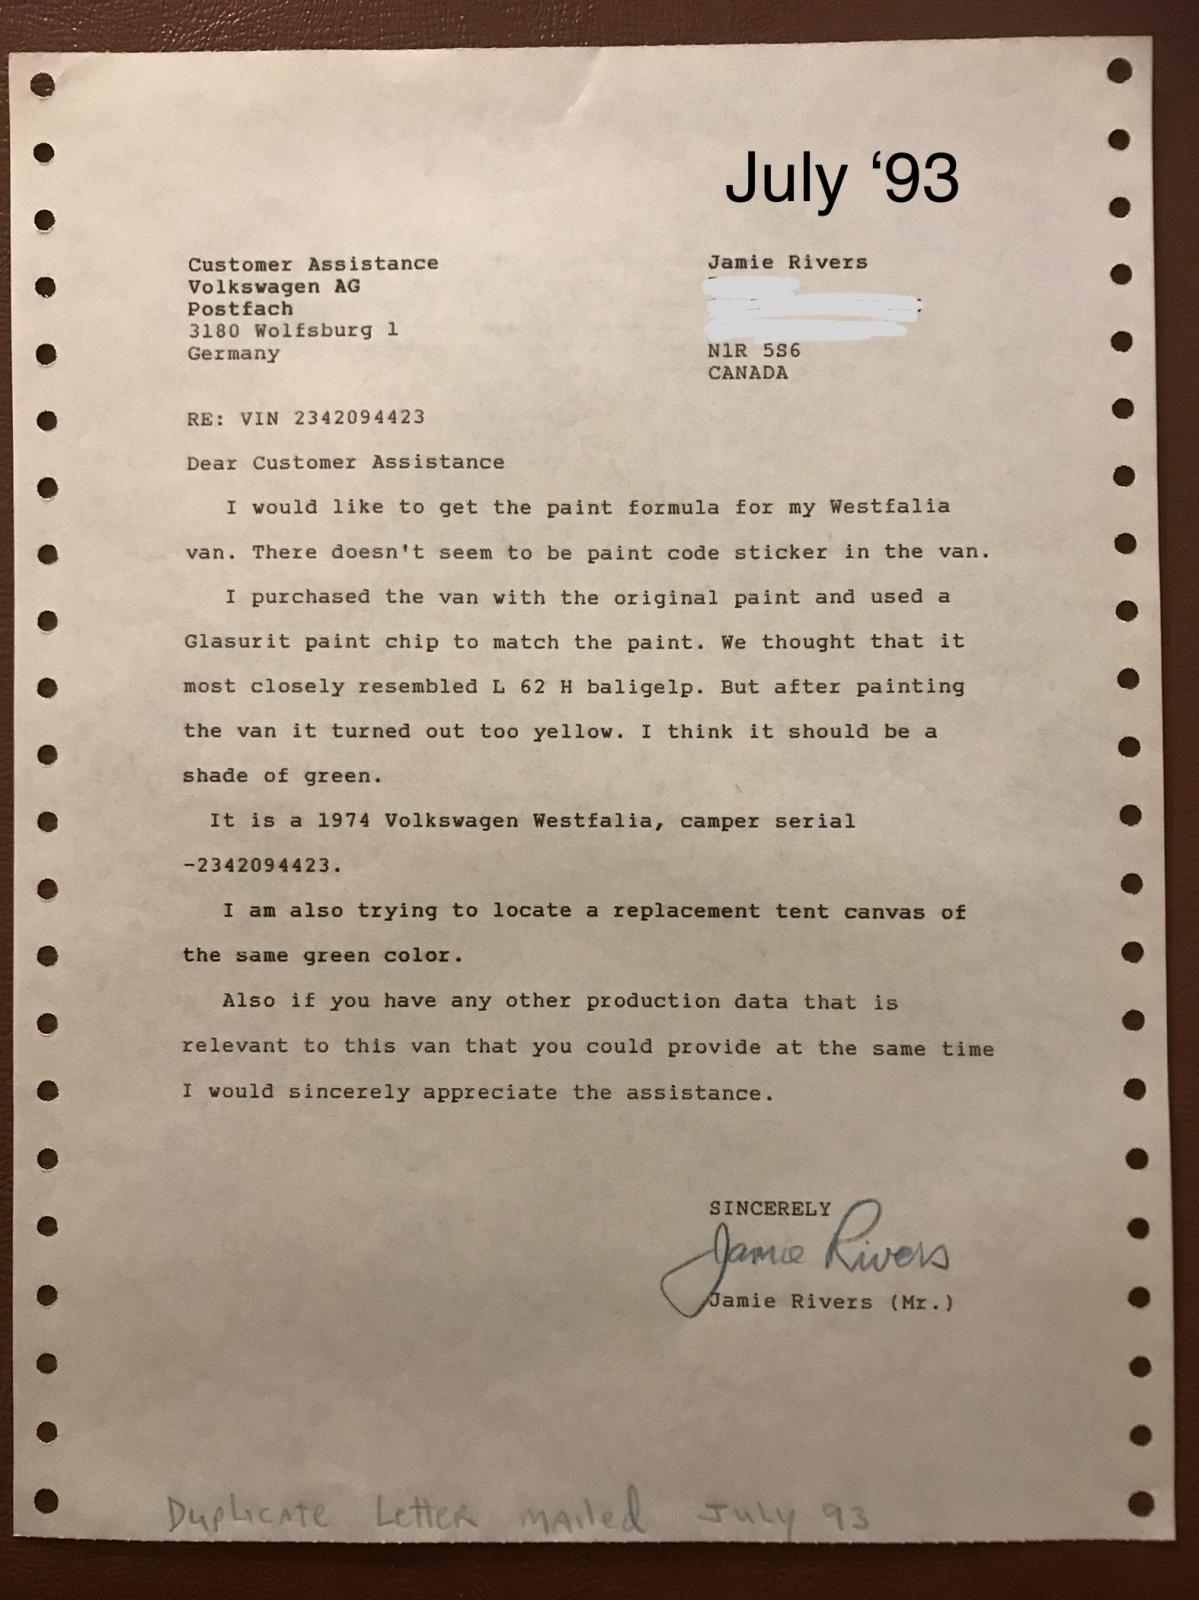 July ‘93
Customer Assistance
Volkswagen AG
Postfach
3180 Wolfsburg 1
Germany
Jamie Rivers
N1R 5S6
CANADA
RE: VIN 2342094423
Dear Customer Assistance
I would like to get the paint formula for my Westfalia
van. There doesn't seem to be paint code sticker in the van.
I purchased the van with the original paint and used a
Glasurit paint chip to match the paint. We thought that it
most closely resembled L 62 H baligelp. But after painting
the van it turned out too yellow. I think it should be a
shade of green.
It is a 1974 Volkswagen Westfalia, camper serial
-2342094423.
I am also trying to locate a replacement tent canvas of
the same green color.
Also if you have any other production data that is
relevant to this van that you could provide at the same time
I would sincerely appreciate the assistance.
SINCERELY
Jamie Rivers
Jamie Rivers (Mr.)
Duplicate Letter mailed July 93